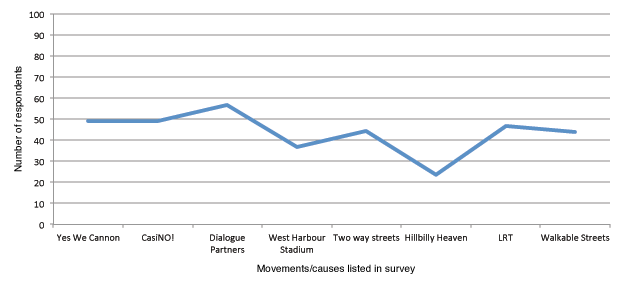 100
90
80
70
60
50
40
30
20
10
0
Number of respondents
Yes We Cannon
CasiNO!
Dialogue
Partners
West Harbour
Stadium
Two way streets
Hillbilly Heaven
LRT
Walkable Streets
Movements/causes listed in survey